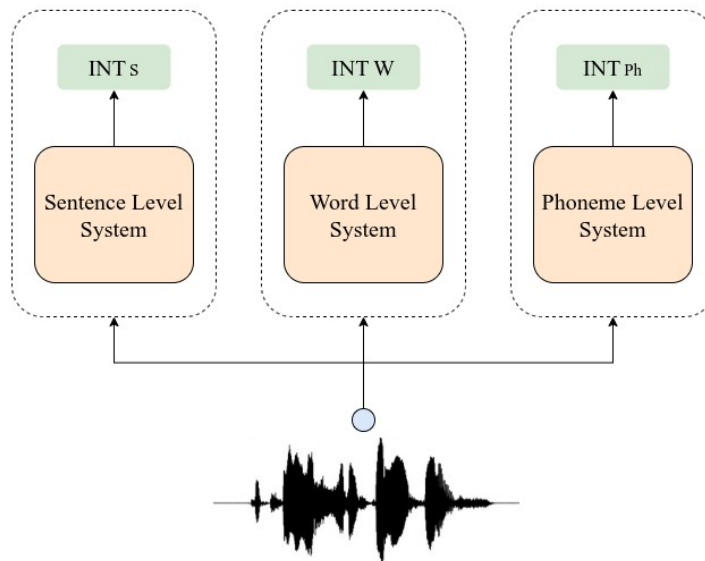 INT S
INT W
INT Ph
Sentence Level
System
Word Level
System
Phoneme Level
System